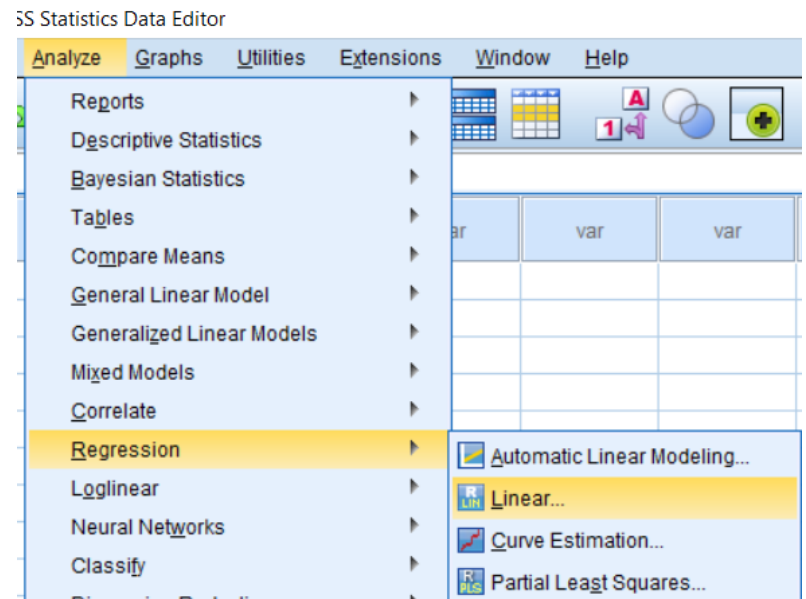 SS Statistics Data Editor
Analyze Graphs Utilities Extensions Window Help
Reports
Descriptive Statistics
Bayesian Statistics
Tables
Compare Means
General Linear Model
Generalized Linear Models
Mixed Models
Correlate
Regression
Loglinear
Neural Networks
Classify
A
1
ar var var
Automatic Linear Modeling...
R LIN Linear...
Curve Estimation...
R PLS Partial Least Squares...